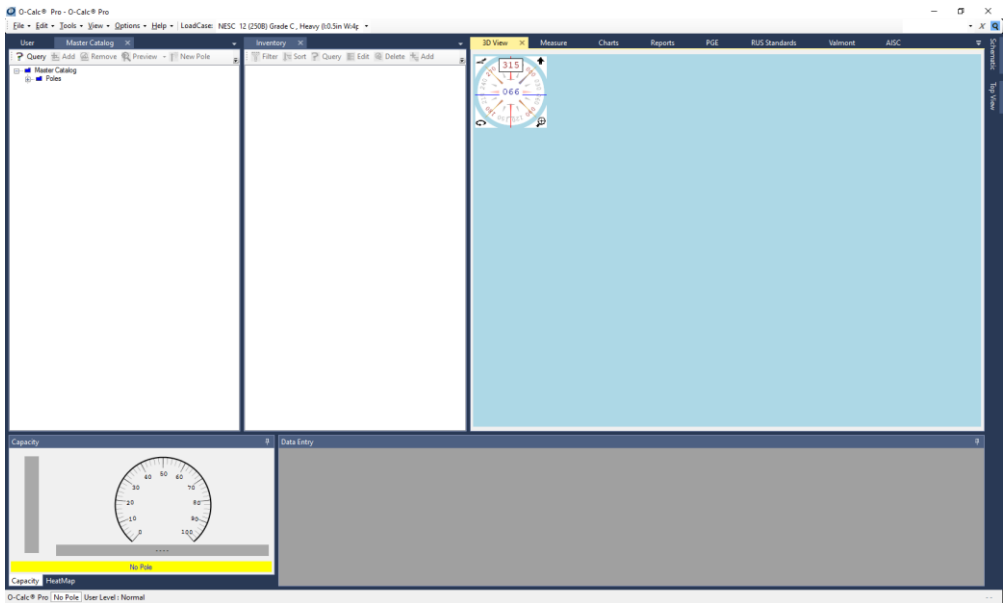 O-Calc® Pro - O-Calc® Pro
File Edit Tools View Options Help LoadCase: NESC 12 (250B) Grade C, Heavy (I:0.5in W:4p
User Master Catalog Inventory 3D View Measure Charts Reports PGE RUS Standards Valmont AISC
Query Add Remove Preview New Pole Filter Sort Query Edit Delete Add
Master Catalog
Poles
315
066
Schematic
Top View
Capacity Data Entry
0 10 20 30 40 50 60 70 80 90 100
No Pole
Capacity HeatMap
O-Calc® Pro No Pole User Level : Normal